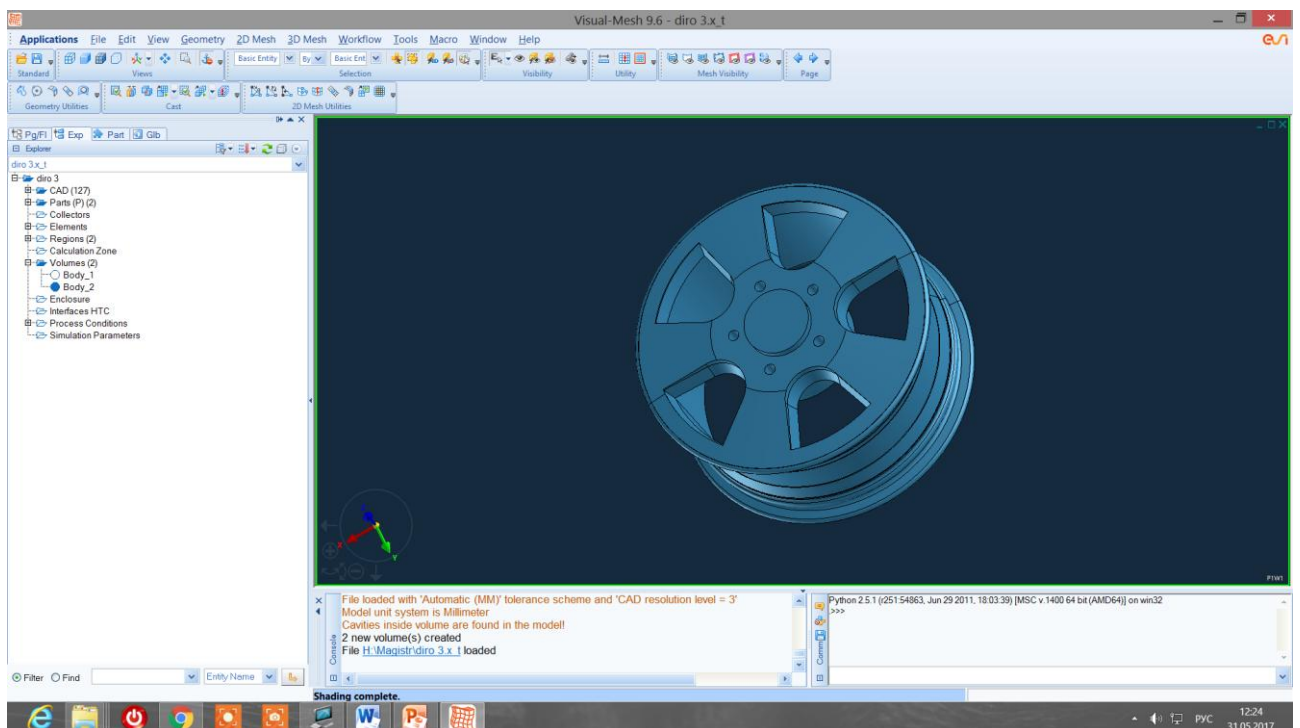 Visual-Mesh 9.6 - diro 3.x_t
Applications File Edit View Geometry 2D Mesh 3D Mesh Workflow Tools Macro Window Help
esi
Basic Entity By Basic Ent
Standard Views Selection Visibility Utility Mesh Visibility Page
Geometry Utilities Cast 2D Mesh Utilities
Pg/Fl Exp Part Glb
Explorer
diro 3.x_t
diro 3
CAD (127)
Parts (P) (2)
Collectors
Elements
Regions (2)
Calculation Zone
Volumes (2)
Body_1
Body_2
Enclosure
Interfaces HTC
Process Conditions
Simulation Parameters
X
Y
P1W1
Console
File loaded with 'Automatic (MM)' tolerance scheme and 'CAD resolution level = 3'
Model unit system is Millimeter
Cavities inside volume are found in the model!
2 new volume(s) created
File H:\Magistr\diro 3.x_t loaded
Comm
Python 2.5.1 (r251:54863, Jun 29 2011, 18:03:39) [MSC v.1400 64 bit (AMD64)] on win32
>>>
Filter Find Entity Name
Shading complete.
РУС
12:24
31.05.2017